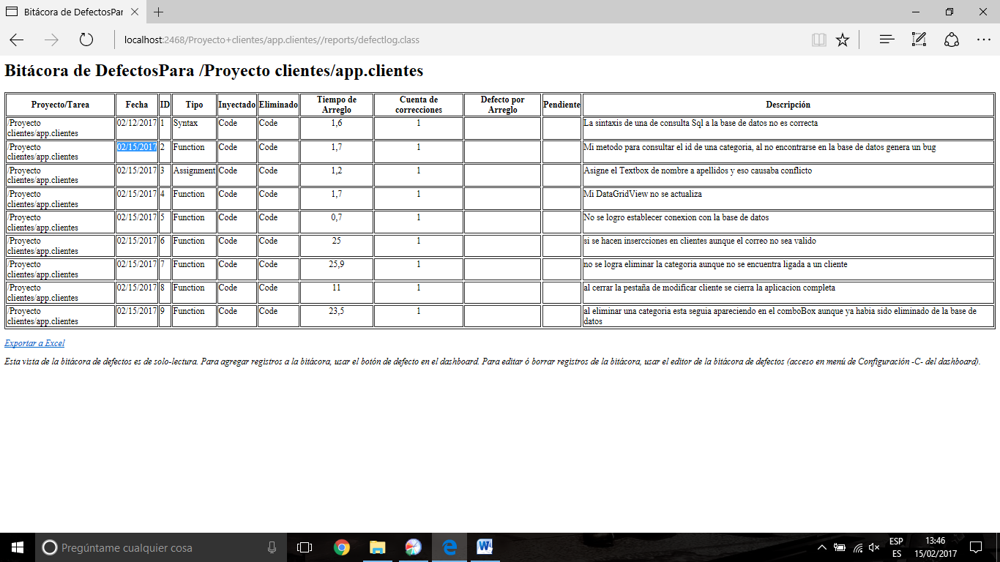 Bitácora de DefectosPar
localhost:2468/Proyecto+clientes/app.clientes//reports/defectlog.class
Bitácora de DefectosPara /Proyecto clientes/app.clientes
Proyecto/Tarea Fecha ID Tipo Inyectado Eliminado Tiempo de Arreglo Cuenta de correcciones Defecto por Arreglo Pendiente Descripción
/Proyecto clientes/app.clientes 02/12/2017 1 Syntax Code Code 1,6 1 La sintaxis de una de consulta Sql a la base de datos no es correcta
/Proyecto clientes/app.clientes 02/15/2017 2 Function Code Code 1,7 1 Mi metodo para consultar el id de una categoria, al no encontrarse en la base de datos genera un bug
/Proyecto clientes/app.clientes 02/15/2017 3 Assignment Code Code 1,2 1 Asigne el Textbox de nombre a apellidos y eso causaba conflicto
/Proyecto clientes/app.clientes 02/15/2017 4 Function Code Code 1,7 1 Mi DataGridView no se actualiza
/Proyecto clientes/app.clientes 02/15/2017 5 Function Code Code 0,7 1 No se logro establecer conexion con la base de datos
/Proyecto clientes/app.clientes 02/15/2017 6 Function Code Code 25 1 si se hacen insercciones en clientes aunque el correo no sea valido
/Proyecto clientes/app.clientes 02/15/2017 7 Function Code Code 25,9 1 no se logra eliminar la categoria aunque no se encuentra ligada a un cliente
/Proyecto clientes/app.clientes 02/15/2017 8 Function Code Code 11 1 al cerrar la pestaña de modificar cliente se cierra la aplicacion completa
/Proyecto clientes/app.clientes 02/15/2017 9 Function Code Code 23,5 1 al eliminar una categoria esta seguia apareciendo en el comboBox aunque ya habia sido eliminado de la base de datos
Exportar a Excel
Esta vista de la bitácora de defectos es de solo-lectura. Para agregar registros a la bitácora, usar el botón de defecto en el dashboard. Para editar ó borrar registros de la bitácora, usar el editor de la bitácora de defectos (acceso en menú de Configuración -C- del dashboard).
Pregúntame cualquier cosa
ESP
ES
13:46
15/02/2017